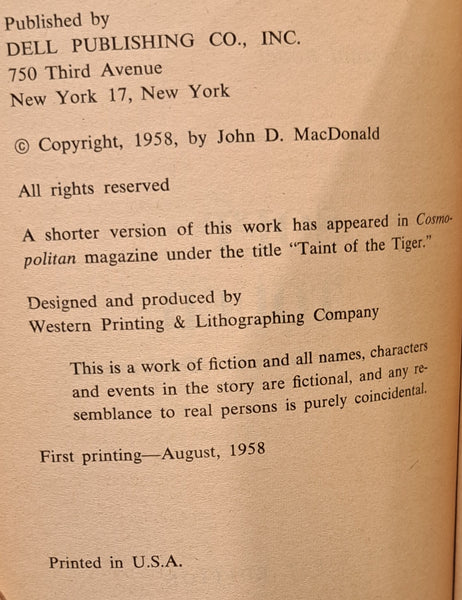 Published by
DELL PUBLISHING CO., INC.
750 Third Avenue
New York 17, New York
© Copyright, 1958, by John D. MacDonald
All rights reserved
A shorter version of this work has appeared in Cosmo-
politan magazine under the title “Taint of the Tiger.”
Designed and produced by
Western Printing & Lithographing Company
This is a work of fiction and all names, characters
and events in the story are fictional, and any re-
semblance to real persons is purely coincidental.
First printing—August, 1958
Printed in U.S.A.